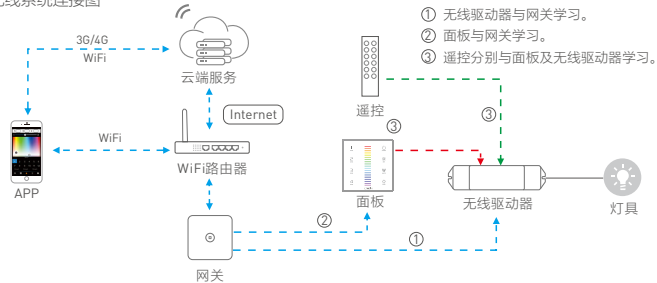 线系统连接图
① 无线驱动器与网关学习。
② 面板与网关学习。
③ 遥控分别与面板及无线驱动器学习。
3G/4G
WiFi
云端服务
Internet
遥控
③
③
WiFi
APP
WiFi路由器
面板
无线驱动器
灯具
②
①
网关